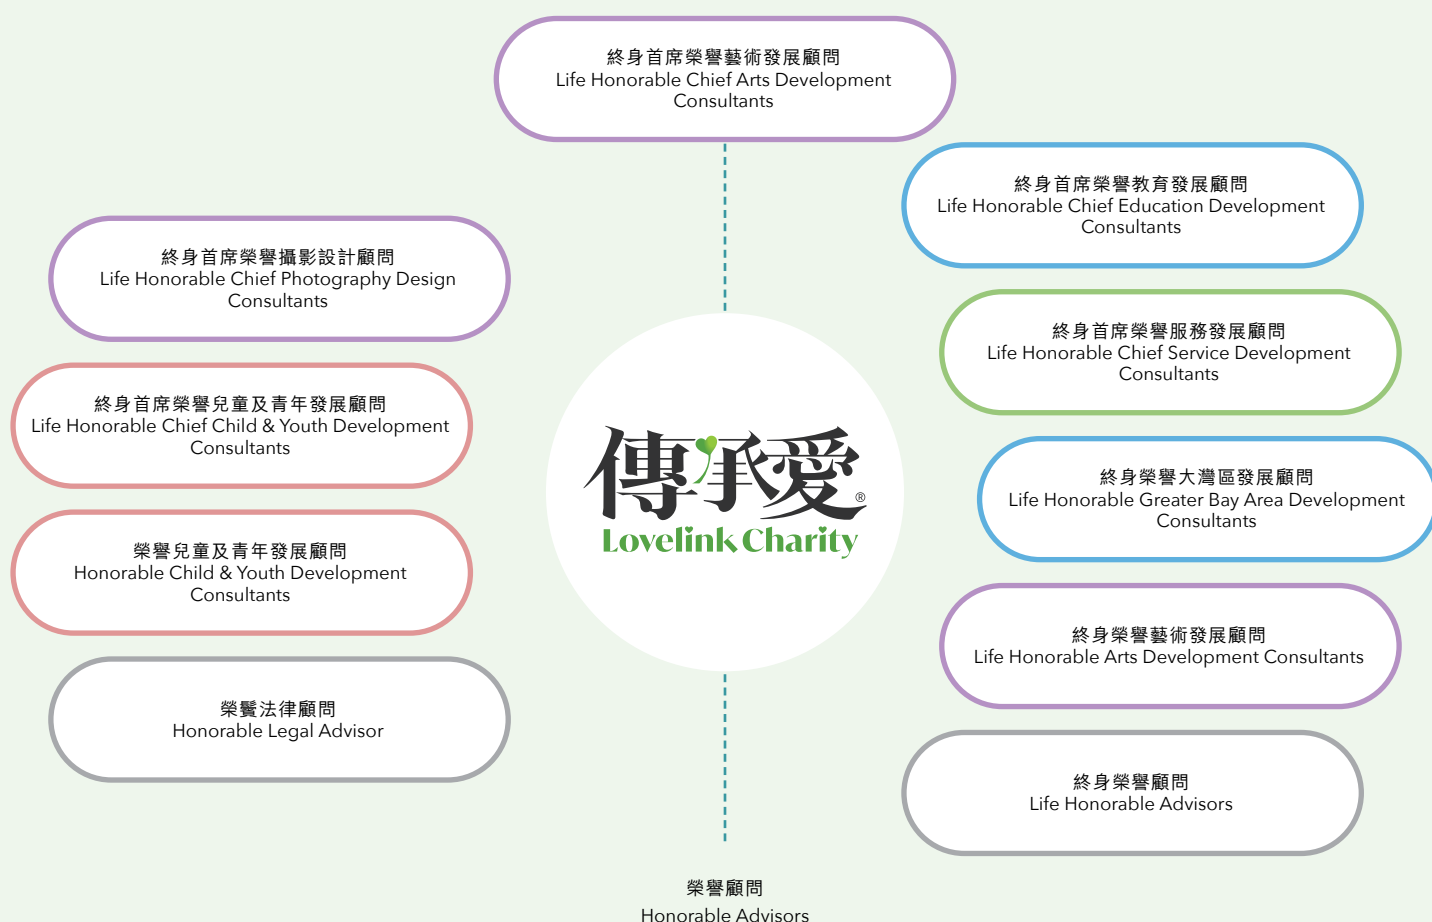 終身首席榮譽藝術發展顧問
Life Honorable Chief Arts Development
Consultants
終身首席榮譽教育發展顧問
Life Honorable Chief Education Development
Consultants
終身首席榮譽攝影設計顧問
Life Honorable Chief Photography Design
Consultants
終身首席榮譽服務發展顧問
Life Honorable Chief Service Development
Consultants
終身首席榮譽兒童及青年發展顧問
Life Honorable Chief Child & Youth Development
Consultants
傳承愛®
Lovelink Charity
終身榮譽大灣區發展顧問
Life Honorable Greater Bay Area Development
Consultants
榮譽兒童及青年發展顧問
Honorable Child & Youth Development
Consultants
終身榮譽藝術發展顧問
Life Honorable Arts Development Consultants
榮鬢法律顧問
Honorable Legal Advisor
終身榮譽顧問
Life Honorable Advisors
榮譽顧問
Honorable Advisors